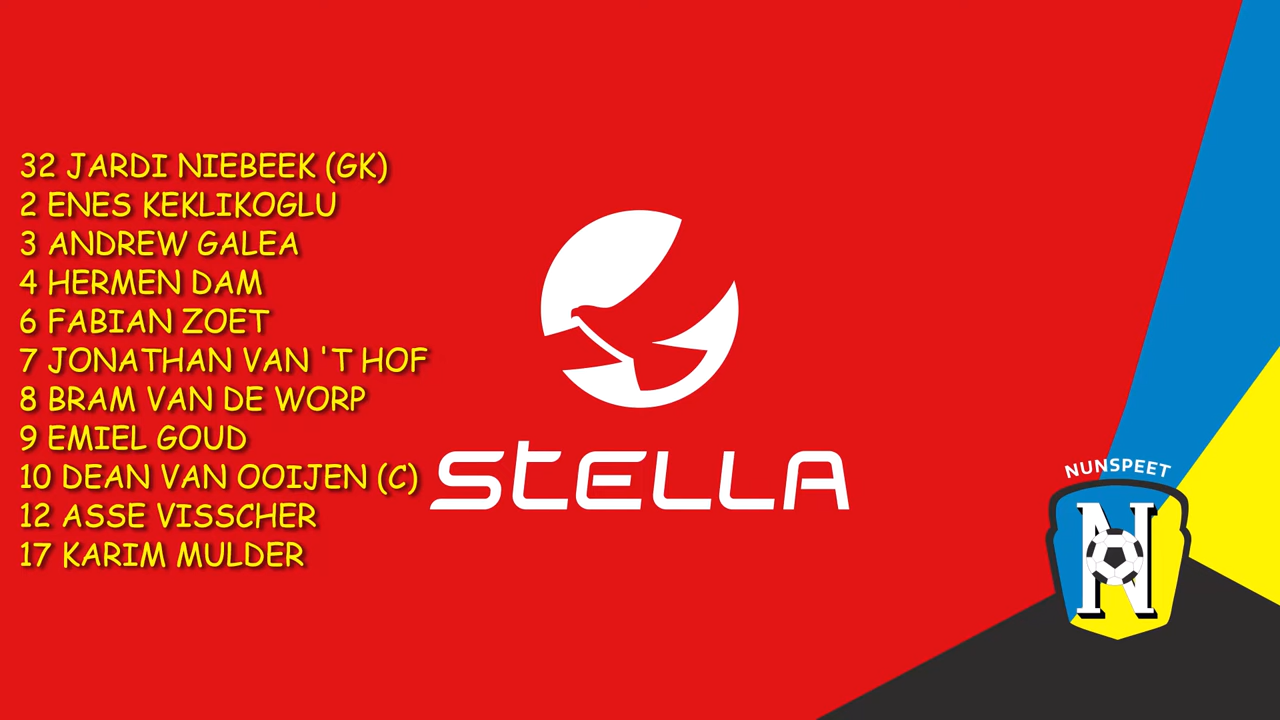 32 JARDI NIEBEEK (GK)
2 ENES KEKLIKOGLU
3 ANDREW GALEA
4 HERMEN DAM
6 FABIAN ZOET
7 JONATHAN VAN 'T HOF
8 BRAM VAN DE WORP
9 EMIEL GOUD
10 DEAN VAN OOIJEN (C)
12 ASSE VISSCHER
17 KARIM MULDER
STELLA
NUNSPEET
N